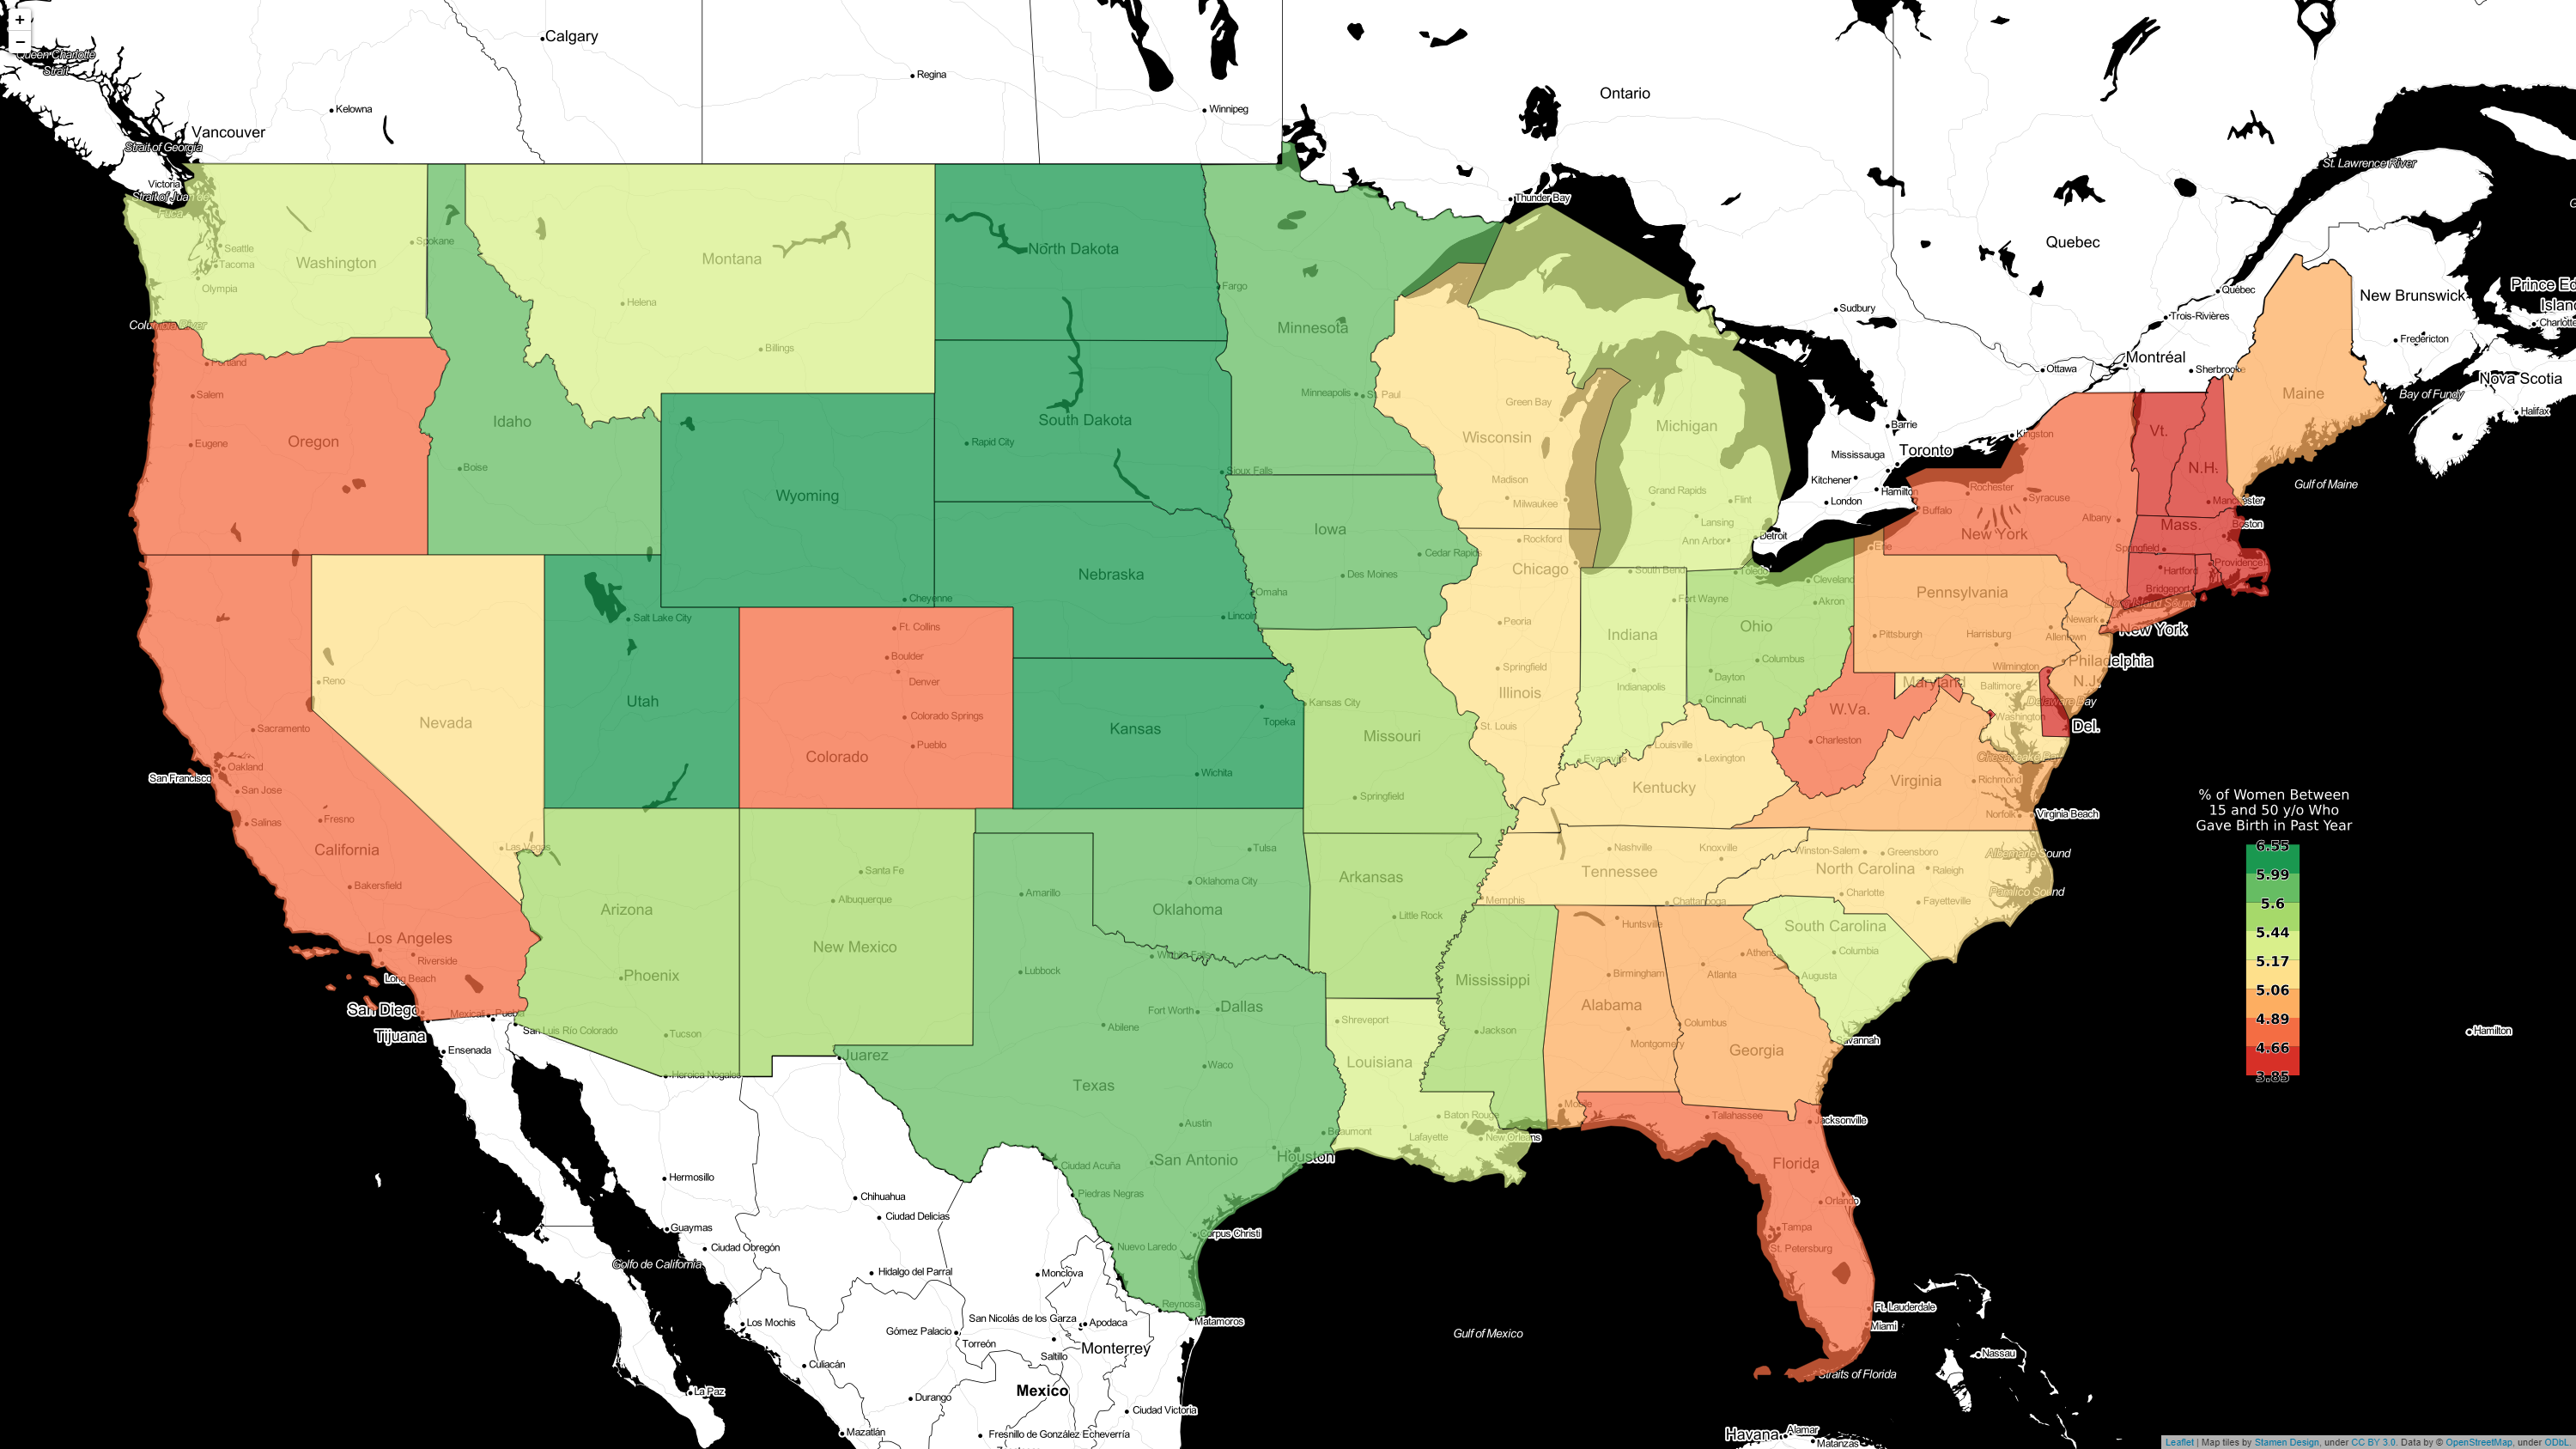 +
−
Queen Charlotte
Strait
Calgary
Regina
Kelowna
Winnipeg
Ontario
Vancouver
Strait of Georgia
Victoria
Strait of Juan de
Fuca
Thunder Bay
St. Lawrence River
Seattle
Spokane
Tacoma
Washington
Olympia
Montana
Helena
Billings
North Dakota
Fargo
Quebec
Québec
New Brunswick
Prince Ed
Island
Charlotte
Columbia River
Portland
Salem
Eugene
Oregon
Idaho
Boise
Minnesota
Minneapolis
St. Paul
Sudbury
Trois-Rivières
Fredericton
Montréal
Ottawa
Sherbrooke
Nova Scotia
Maine
Bay of Fundy
Halifax
South Dakota
Rapid City
Sioux Falls
Green Bay
Wisconsin
Madison
Milwaukee
Michigan
Grand Rapids
Flint
Lansing
Ann Arbor
Detroit
Barrie
Toronto
Mississauga
Kitchener
Hamilton
London
Kingston
Rochester
Syracuse
Buffalo
New York
Albany
Vt.
N.H.
Manchester
Gulf of Maine
Mass.
Boston
Springfield
Providence
Hartford
Bridgeport
Long Island Sound
New York
Wyoming
Cheyenne
Nebraska
Lincoln
Iowa
Cedar Rapids
Des Moines
Omaha
Rockford
Chicago
Peoria
Springfield
Illinois
South Bend
Fort Wayne
Indiana
Indianapolis
Evansville
Toledo
Cleveland
Akron
Ohio
Columbus
Dayton
Cincinnati
Erie
Pennsylvania
Pittsburgh
Harrisburg
Allentown
Newark
Philadelphia
Wilmington
N.J.
Maryland
Baltimore
Delaware Bay
Washington
Del.
Chesapeake Bay
Salt Lake City
Utah
Nevada
Reno
Las Vegas
Ft. Collins
Boulder
Denver
Colorado Springs
Pueblo
Colorado
Kansas
Topeka
Wichita
Kansas City
Missouri
St. Louis
Springfield
Louisville
Lexington
Kentucky
W.Va.
Charleston
Virginia
Richmond
Norfolk
Virginia Beach
Sacramento
Oakland
San Francisco
San Jose
Salinas
Fresno
California
Bakersfield
Los Angeles
Riverside
Long Beach
San Diego
Mexicali
Tijuana
Ensenada
San Luis Río Colorado
Arizona
Phoenix
Tucson
Heroica Nogales
Santa Fe
Albuquerque
New Mexico
Juarez
Amarillo
Lubbock
Tulsa
Oklahoma City
Oklahoma
Wichita Falls
Fort Worth
Dallas
Abilene
Waco
Texas
Austin
San Antonio
Houston
Beaumont
Corpus Christi
Arkansas
Little Rock
Memphis
Nashville
Knoxville
Tennessee
Chattanooga
Winston-Salem
Greensboro
North Carolina
Raleigh
Charlotte
Fayetteville
Albemarle Sound
Pamlico Sound
South Carolina
Columbia
Huntsville
Birmingham
Alabama
Montgomery
Mobile
Mississippi
Jackson
Shreveport
Louisiana
Baton Rouge
Lafayette
New Orleans
Athens
Atlanta
Augusta
Columbus
Georgia
Savannah
Tallahassee
Jacksonville
Florida
Orlando
Tampa
St. Petersburg
Ft. Lauderdale
Miami
Straits of Florida
Nassau
Havana
Alamar
Matanzas
Hamilton
% of Women Between
15 and 50 y/o Who
Gave Birth in Past Year
6.55
5.99
5.6
5.44
5.17
5.06
4.89
4.66
3.85
Hermosillo
Guaymas
Ciudad Obregón
Golfo de California
Chihuahua
Ciudad Delicias
Hidalgo del Parral
Ciudad Acuña
Piedras Negras
Nuevo Laredo
Monclova
Reynosa
Matamoros
San Nicolás de los Garza
Apodaca
Gómez Palacio
Torreón
Saltillo
Monterrey
Los Mochis
Culiacán
La Paz
Durango
Mexico
Ciudad Victoria
Mazatlán
Fresnillo de González Echeverría
Gulf of Mexico
Leaflet | Map tiles by Stamen Design, under CC BY 3.0. Data by © OpenStreetMap, under ODbL.